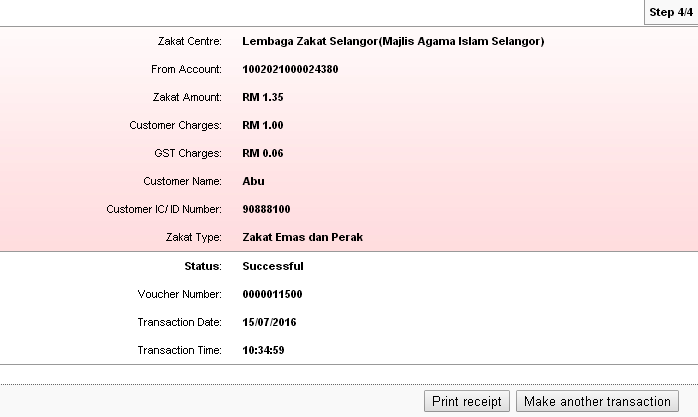 Step 4/4
Zakat Centre: Lembaga Zakat Selangor(Majlis Agama Islam Selangor)
From Account: 1002021000024380
Zakat Amount: RM 1.35
Customer Charges: RM 1.00
GST Charges: RM 0.06
Customer Name: Abu
Customer IC/ ID Number: 90888100
Zakat Type: Zakat Emas dan Perak
Status: Successful
Voucher Number: 0000011500
Transaction Date: 15/07/2016
Transaction Time: 10:34:59
Print receipt Make another transaction